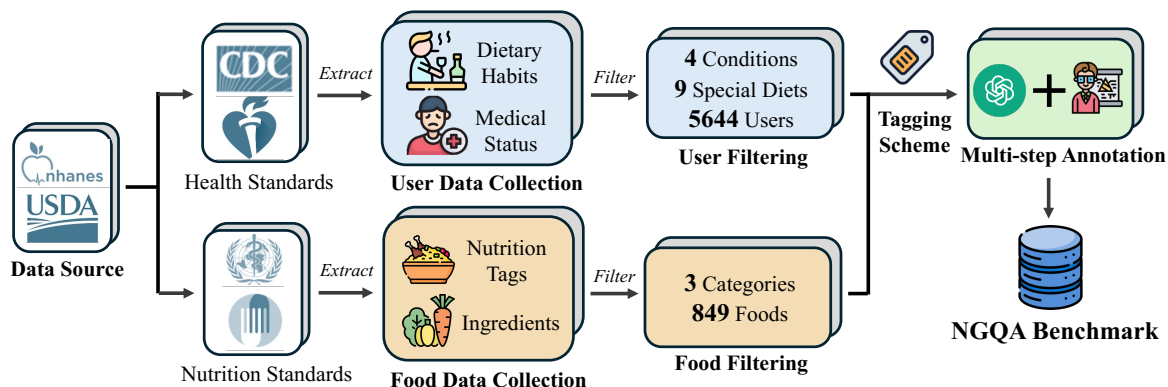 nhanes
USDA
Data Source
CDC
Health Standards
Nutrition Standards
Extract
Extract
Dietary
Habits
Medical
Status
User Data Collection
Nutrition
Tags
Ingredients
Food Data Collection
Filter
Filter
4 Conditions
9 Special Diets
5644 Users
User Filtering
3 Categories
849 Foods
Food Filtering
Tagging
Scheme
Multi-step Annotation
NGQA Benchmark